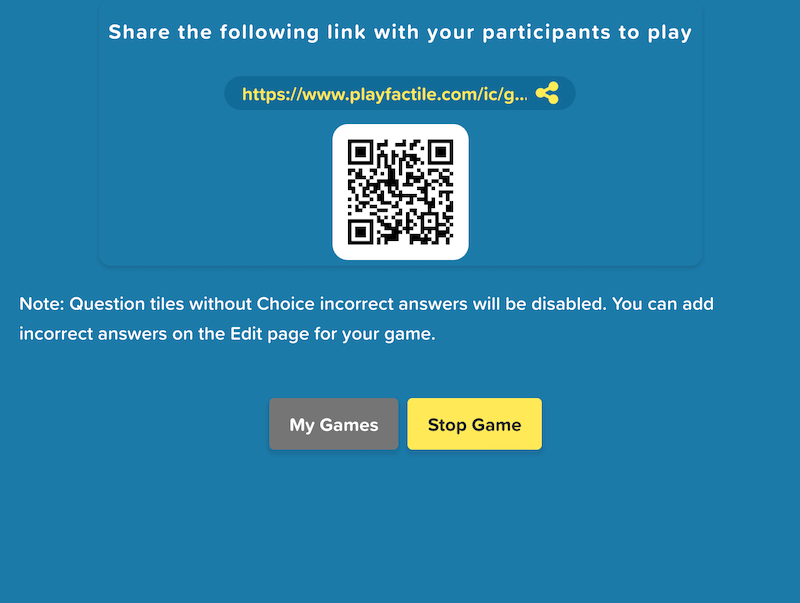 Share the following link with your participants to play
https://www.playfactile.com/ic/g...
Note: Question tiles without Choice incorrect answers will be disabled. You can add
incorrect answers on the Edit page for your game.
My Games
Stop Game